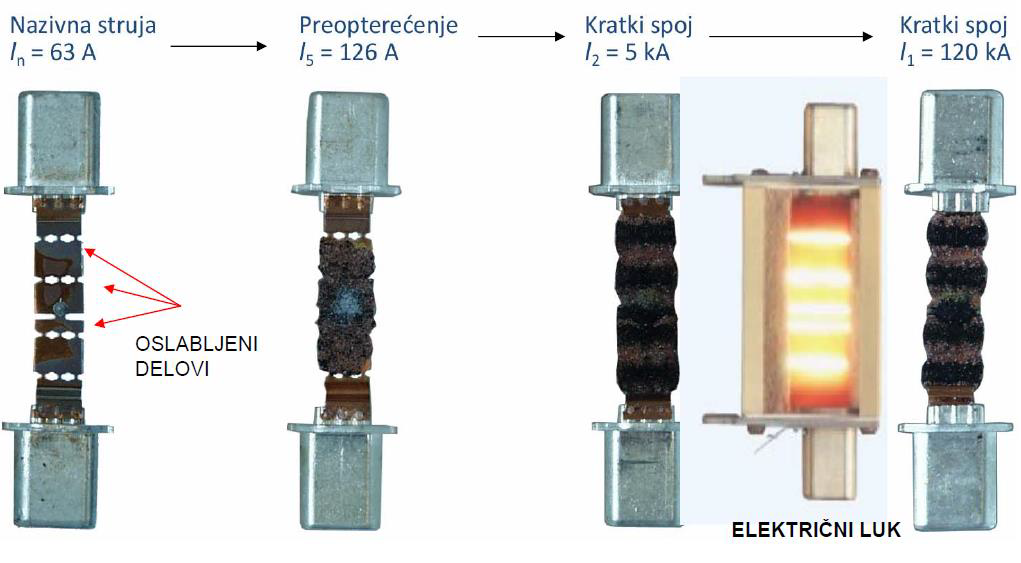 Nazivna struja
Iₙ = 63 A
Preopterećenje
I₅ = 126 A
Kratki spoj
I₂ = 5 kA
Kratki spoj
I₁ = 120 kA
OSLABLJENI
DELOVI
ELEKTRIČNI LUK